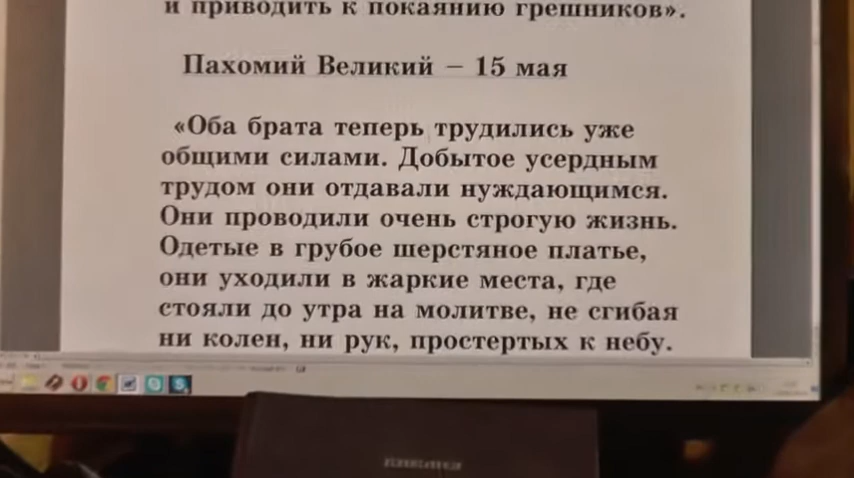 и приводить к покаянию грешников».
Пахомий Великий – 15 мая
«Оба брата теперь трудились уже
общими силами. Добытое усердным
трудом они отдавали нуждающимся.
Они проводили очень строгую жизнь.
Одетые в грубое шерстяное платье,
они уходили в жаркие места, где
стояли до утра на молитве, не сгибая
ни колен, ни рук, простертых к небу.